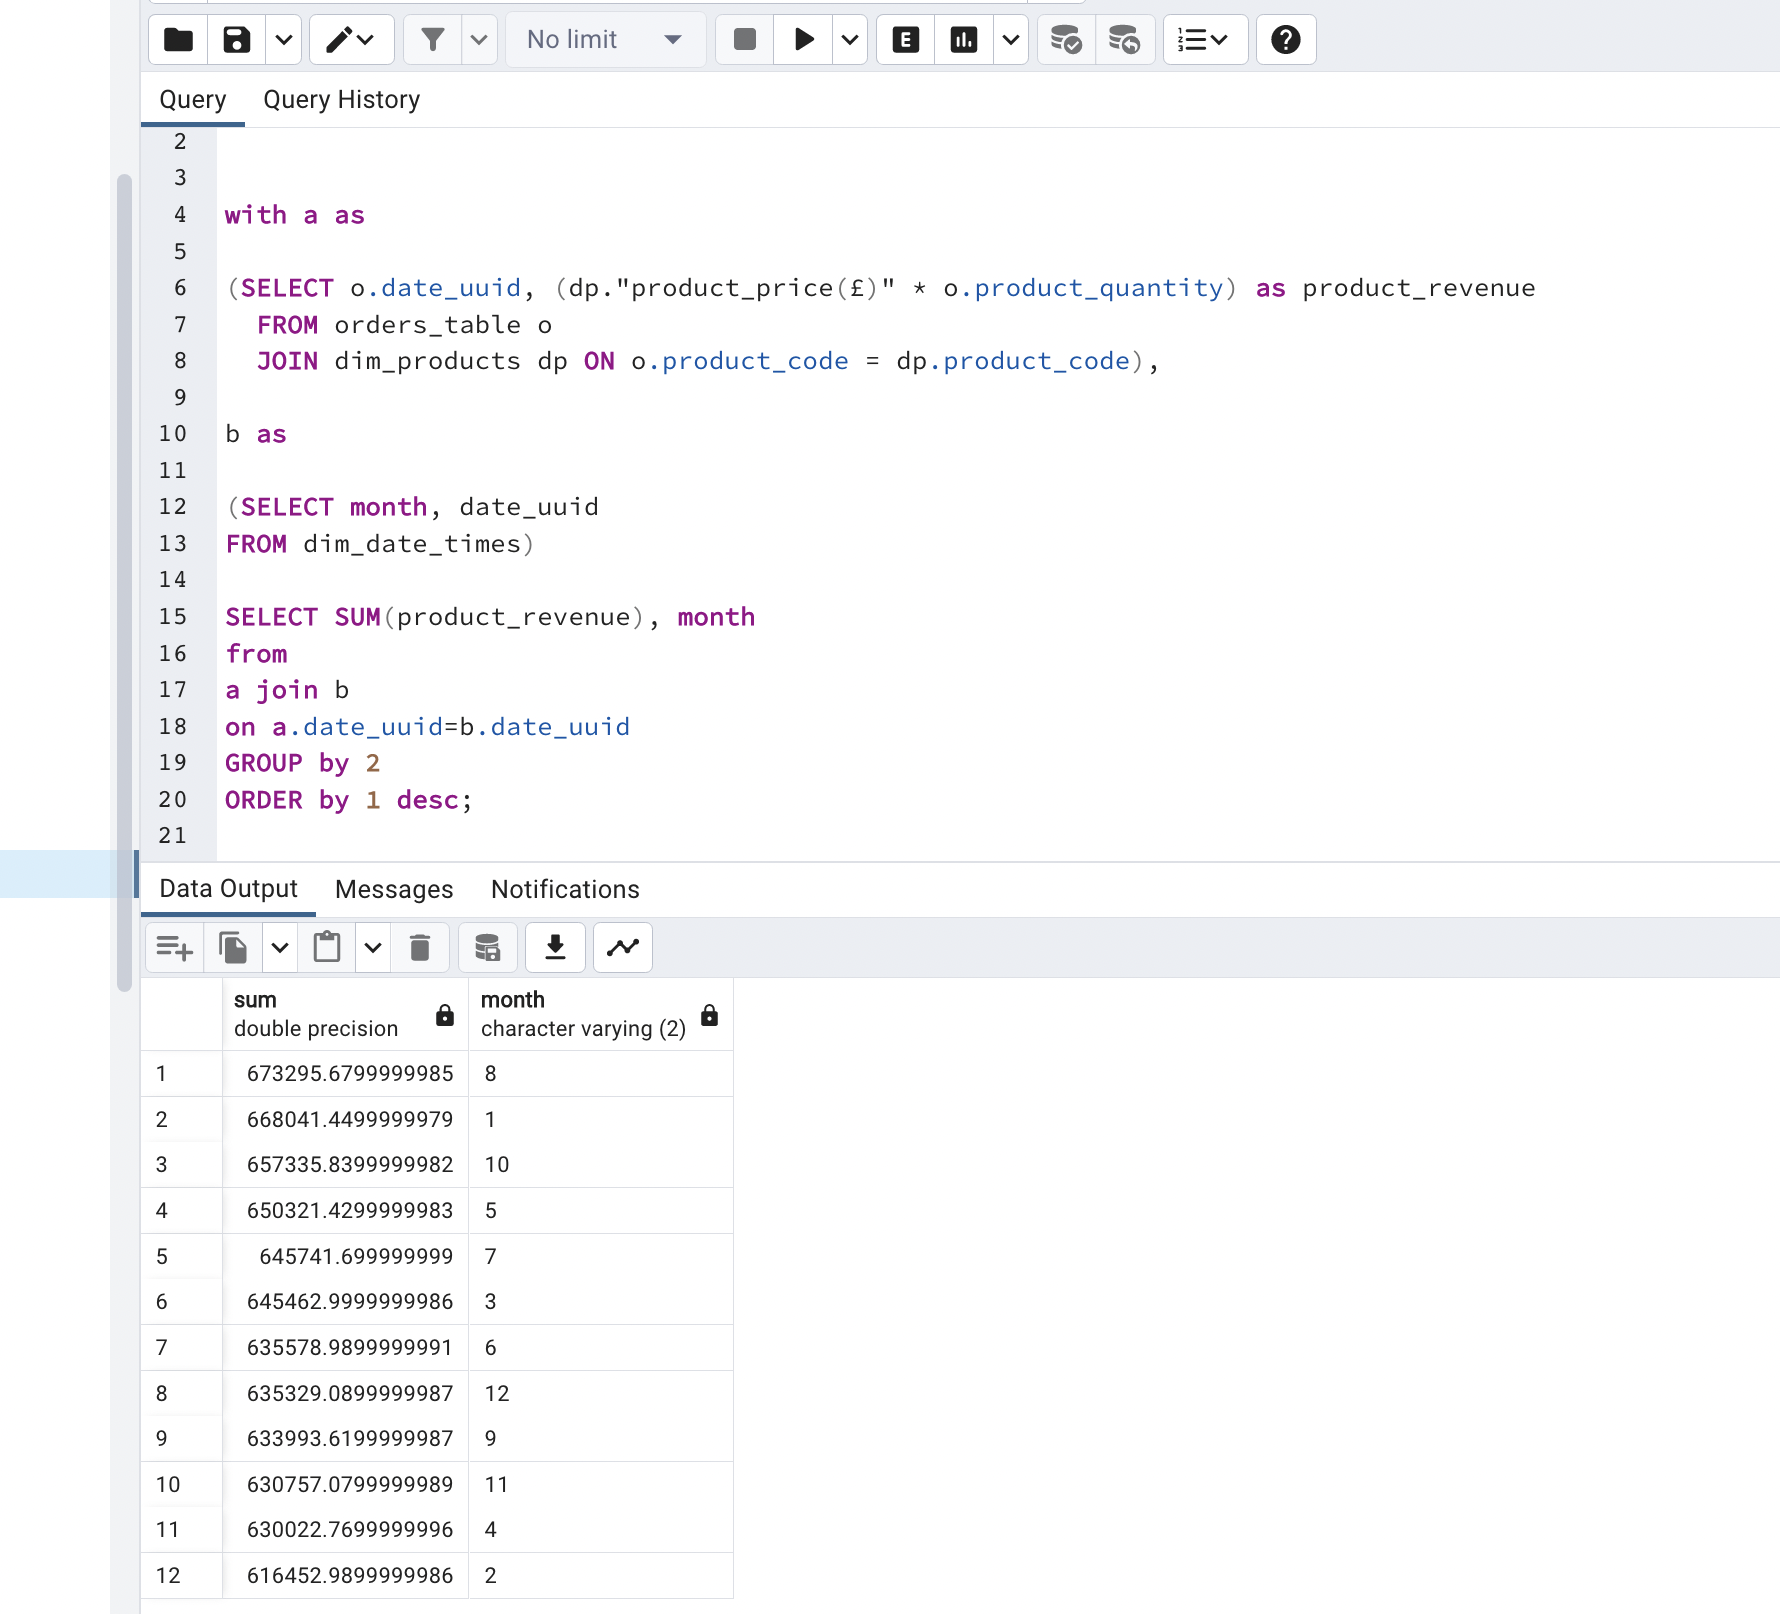 No limit
E
Query Query History
2
3
4 with a as
5
6 (SELECT o.date_uuid, (dp."product_price(£)" * o.product_quantity) as product_revenue
7 FROM orders_table o
8 JOIN dim_products dp ON o.product_code = dp.product_code),
9
10 b as
11
12 (SELECT month, date_uuid
13 FROM dim_date_times)
14
15 SELECT SUM(product_revenue), month
16 from
17 a join b
18 on a.date_uuid=b.date_uuid
19 GROUP by 2
20 ORDER by 1 desc;
21
Data Output Messages Notifications
sum month
double precision character varying (2)
1 673295.6799999985 8
2 668041.4499999979 1
3 657335.8399999982 10
4 650321.4299999983 5
5 645741.699999999 7
6 645462.9999999986 3
7 635578.9899999991 6
8 635329.0899999987 12
9 633993.6199999987 9
10 630757.0799999989 11
11 630022.7699999996 4
12 616452.9899999986 2